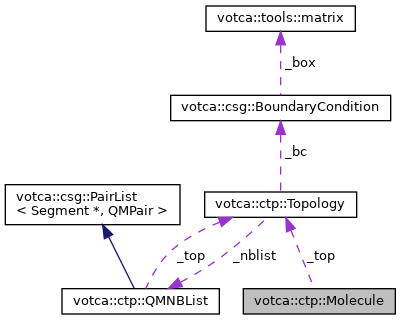 votca::tools::matrix
_box
votca::csg::BoundaryCondition
_bc
votca::csg::PairList
< Segment *, QMPair >
votca::ctp::Topology
_top
_nblist
_top
votca::ctp::QMNBList
votca::ctp::Molecule